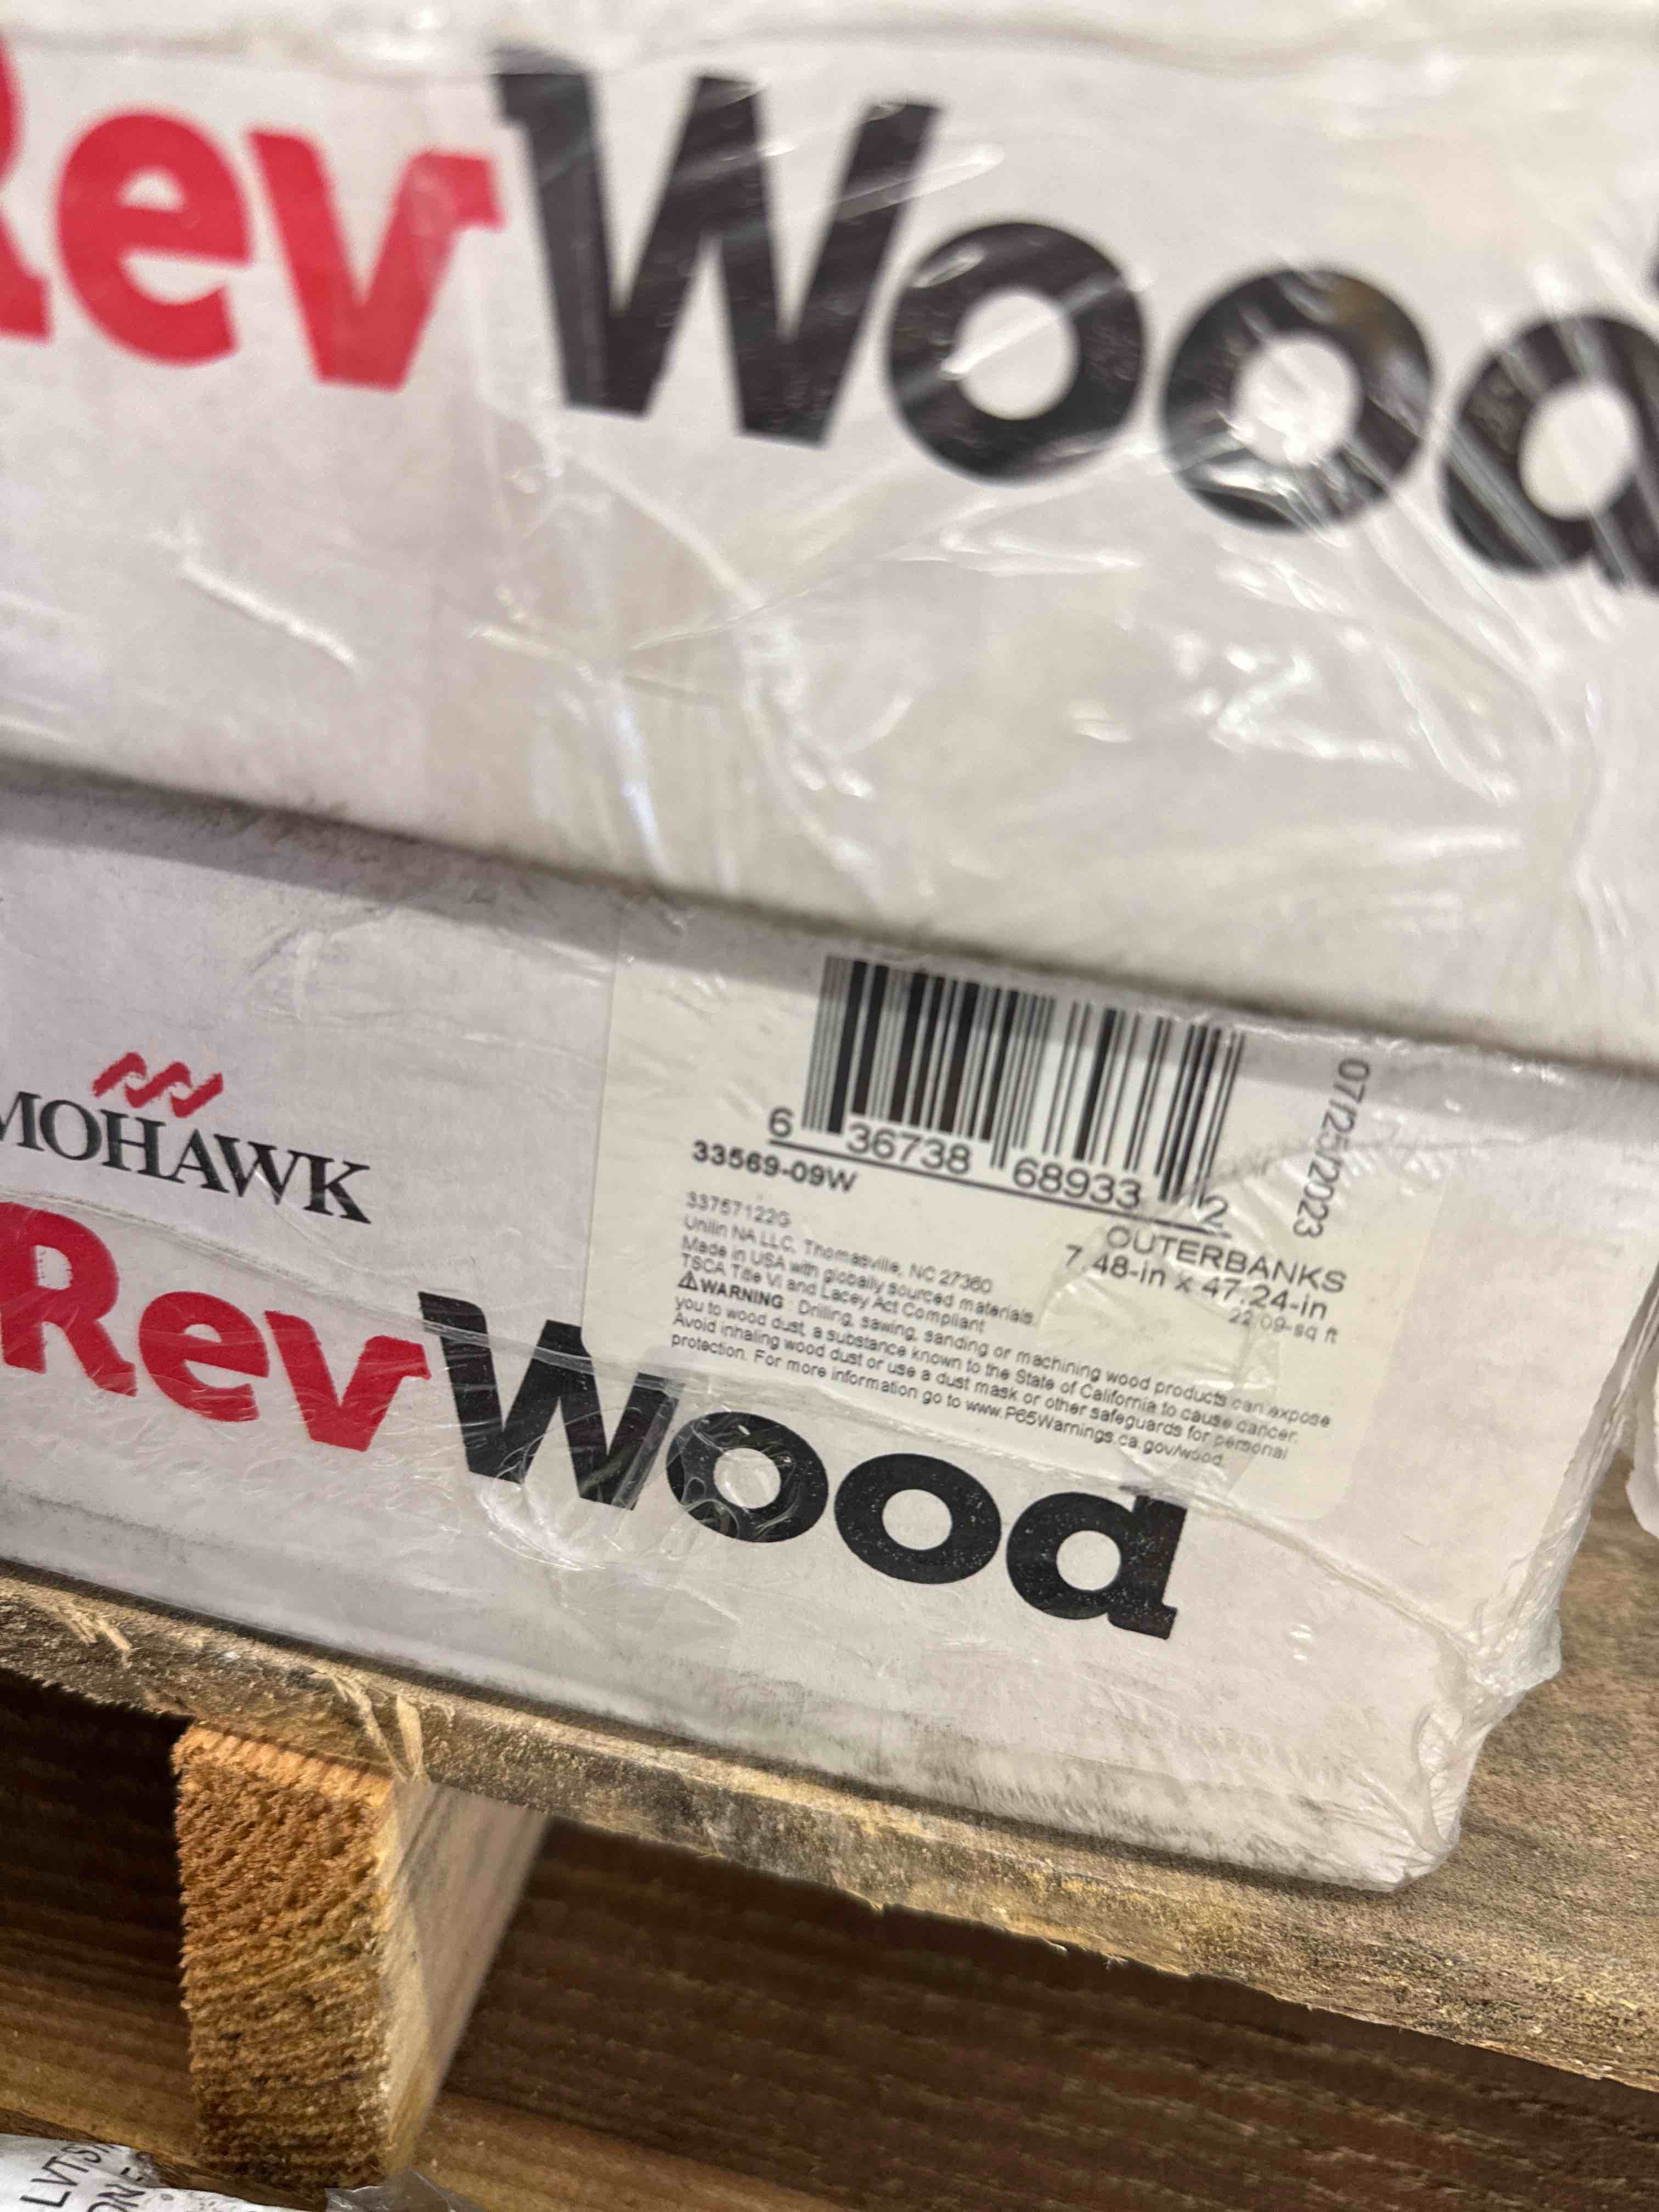 RevWood
MOHAWK
RevWood
6 36738 68933 2
33569-09W
07/25/2023
OUTERBANKS
7.48-in x 47.24-in
22.09-sq ft
33757122G
Unilin NA LLC, Thomasville, NC 27360
Made in USA with globally sourced materials.
TSCA Title VI and Lacey Act Compliant
⚠WARNING: Drilling, sawing, sanding or machining wood products can expose
you to wood dust, a substance known to the State of California to cause cancer.
Avoid inhaling wood dust or use a dust mask or other safeguards for personal
protection. For more information go to www.P65Warnings.ca.gov/wood.